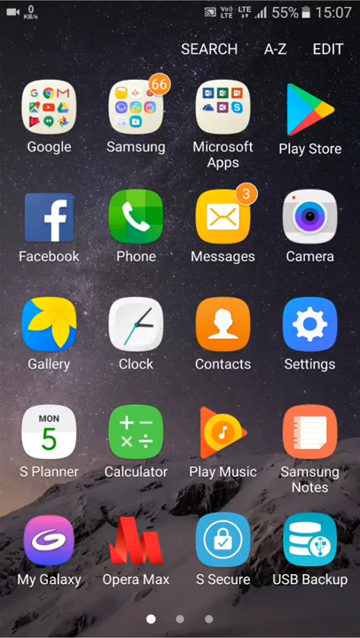 0 KB/s Vo)) LTE LTE 55% 15:07
SEARCH A-Z EDIT
66
Google Samsung Microsoft Apps Play Store
3
Facebook Phone Messages Camera
Gallery Clock Contacts Settings
MON
5
S Planner Calculator Play Music Samsung Notes
My Galaxy Opera Max S Secure USB Backup